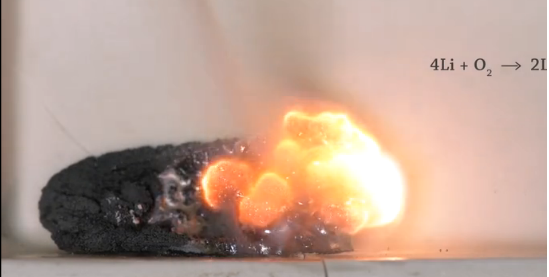 4Li + O₂ → 2L